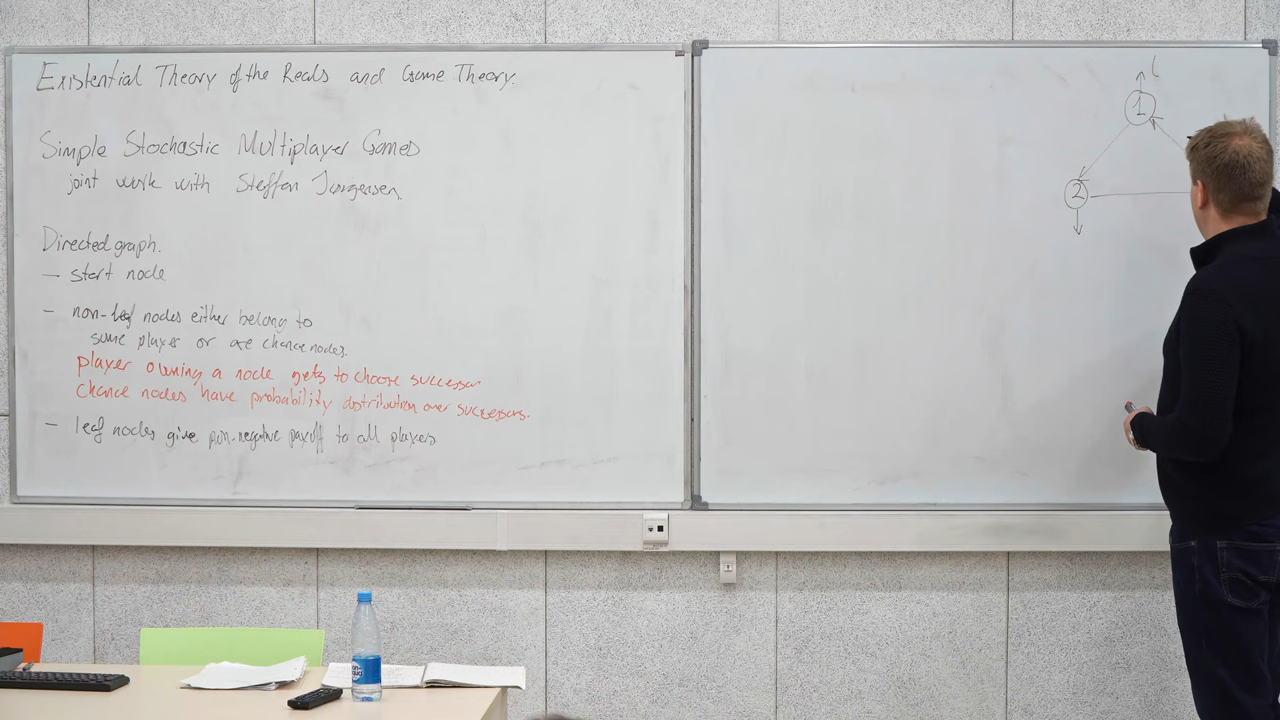 Existential Theory of the Reals and Game Theory.
Simple Stochastic Multiplayer Games
joint work with Steffan Jørgensen
Directed graph.
— start node
— non-leaf nodes either belong to
some player or are chance nodes.
player owning a node gets to choose successor
chance nodes have probability distribution over successors.
— leaf nodes give non-negative payoff to all players
1
2